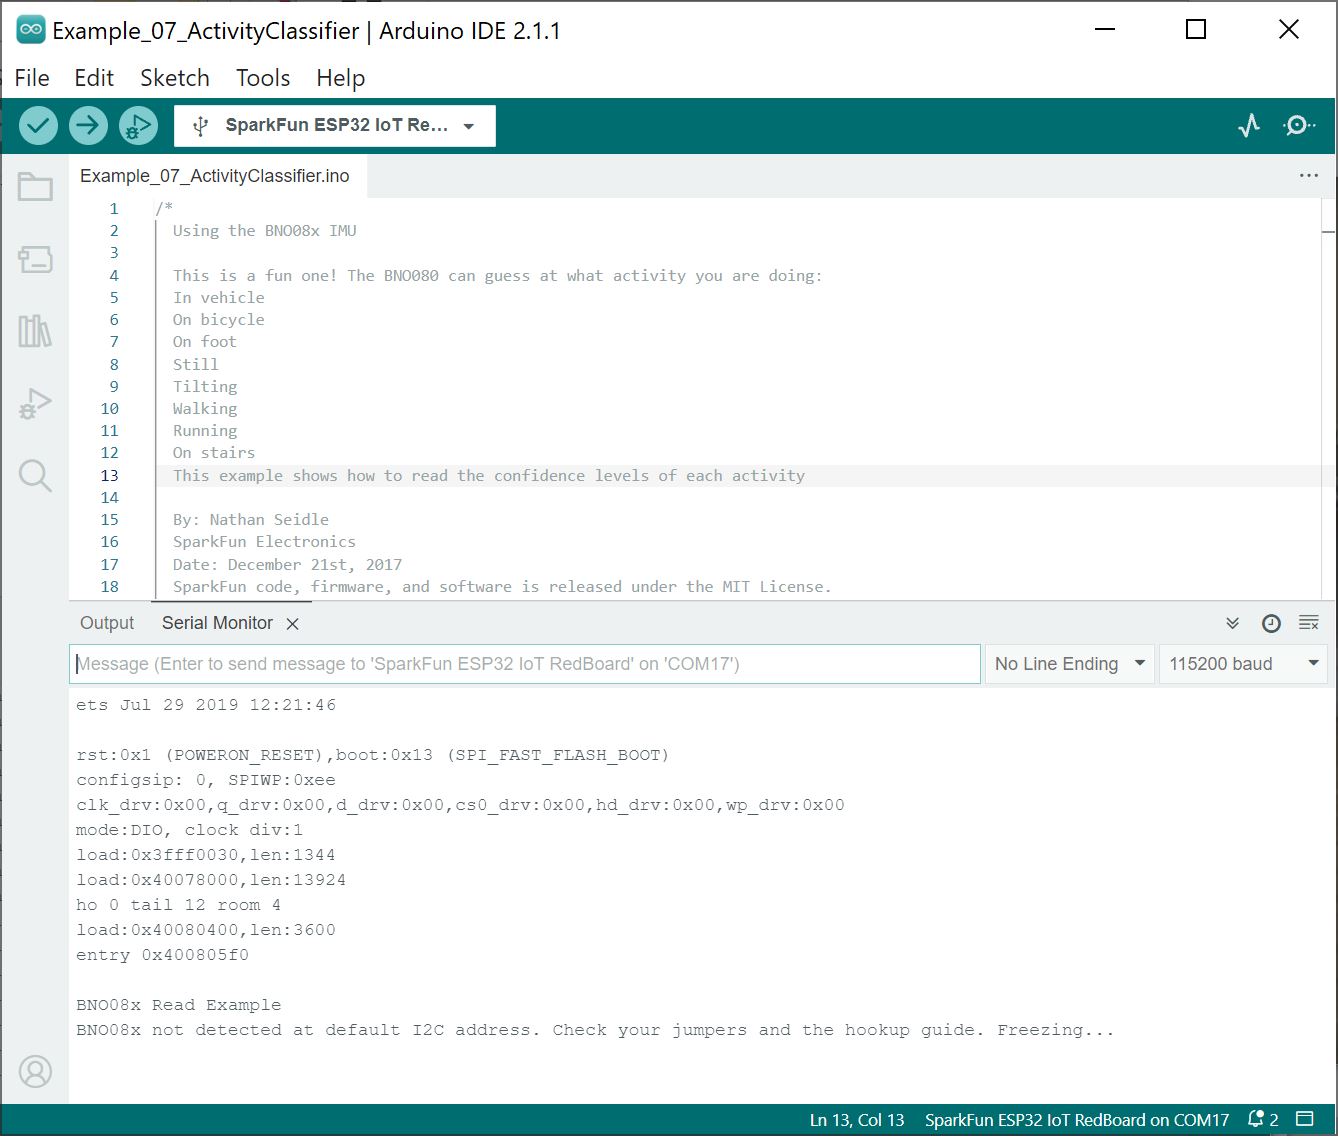 Example_07_ActivityClassifier | Arduino IDE 2.1.1
File Edit Sketch Tools Help
SparkFun ESP32 IoT Re...
Example_07_ActivityClassifier.ino
1 /*
2 Using the BNO08x IMU
3
4 This is a fun one! The BNO080 can guess at what activity you are doing:
5 In vehicle
6 On bicycle
7 On foot
8 Still
9 Tilting
10 Walking
11 Running
12 On stairs
13 This example shows how to read the confidence levels of each activity
14
15 By: Nathan Seidle
16 SparkFun Electronics
17 Date: December 21st, 2017
18 SparkFun code, firmware, and software is released under the MIT License.
Output Serial Monitor
Message (Enter to send message to 'SparkFun ESP32 IoT RedBoard' on 'COM17') No Line Ending 115200 baud
ets Jul 29 2019 12:21:46
rst:0x1 (POWERON_RESET),boot:0x13 (SPI_FAST_FLASH_BOOT)
configsip: 0, SPIWP:0xee
clk_drv:0x00,q_drv:0x00,d_drv:0x00,cs0_drv:0x00,hd_drv:0x00,wp_drv:0x00
mode:DIO, clock div:1
load:0x3fff0030,len:1344
load:0x40078000,len:13924
ho 0 tail 12 room 4
load:0x40080400,len:3600
entry 0x400805f0
BNO08x Read Example
BNO08x not detected at default I2C address. Check your jumpers and the hookup guide. Freezing...
Ln 13, Col 13 SparkFun ESP32 IoT RedBoard on COM17 2